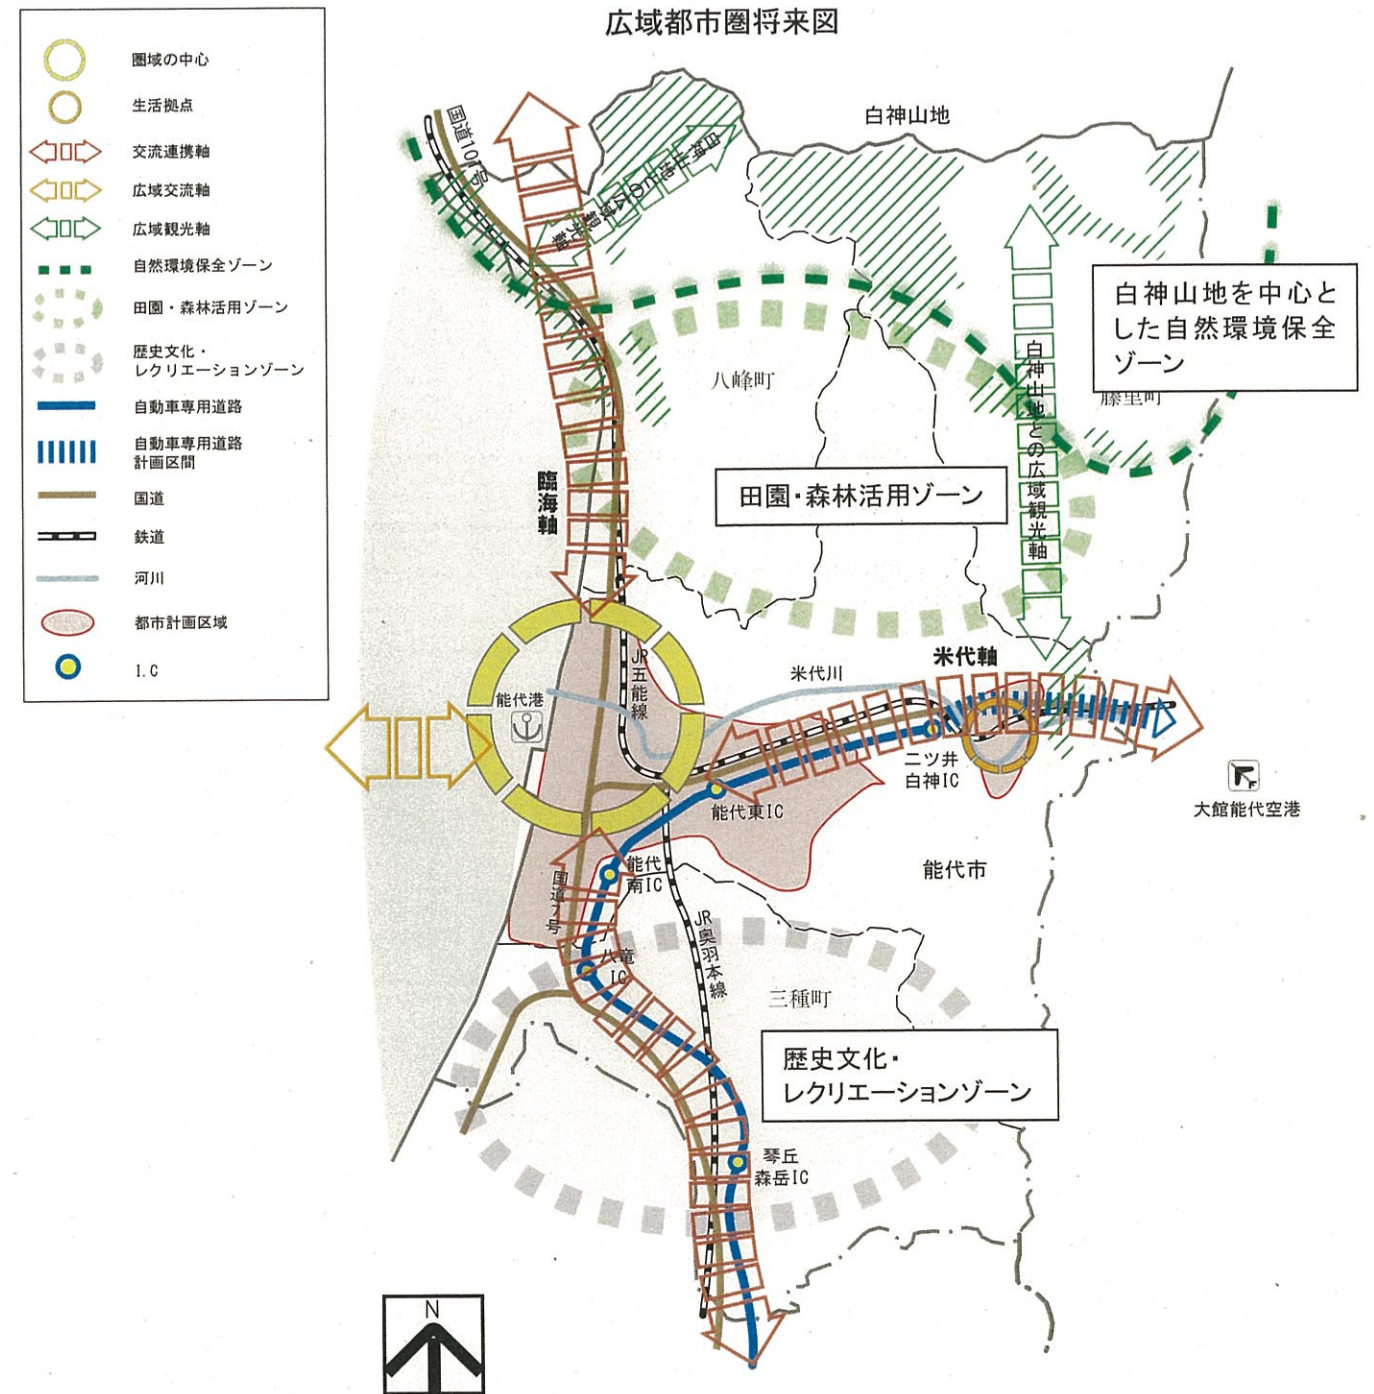 広域都市圏将来図
圏域の中心
生活拠点
交流連携軸
広域交流軸
広域観光軸
自然環境保全ゾーン
田園・森林活用ゾーン
歴史文化・
レクリエーションゾーン
自動車専用道路
自動車専用道路
計画区間
国道
鉄道
河川
都市計画区域
I.C
国道101号
白神山地
白神山地との広域観光軸
白神山地を中心と
した自然環境保全
ゾーン
八峰町
藤里町
白神山地との広域観光軸
田園・森林活用ゾーン
臨海軸
米代軸
米代川
JR五能線
能代港
二ツ井
白神IC
大館能代空港
能代東IC
能代市
能代
南IC
国道7号
八竜
IC
JR奥羽本線
三種町
歴史文化・
レクリエーションゾーン
琴丘
森岳IC
N